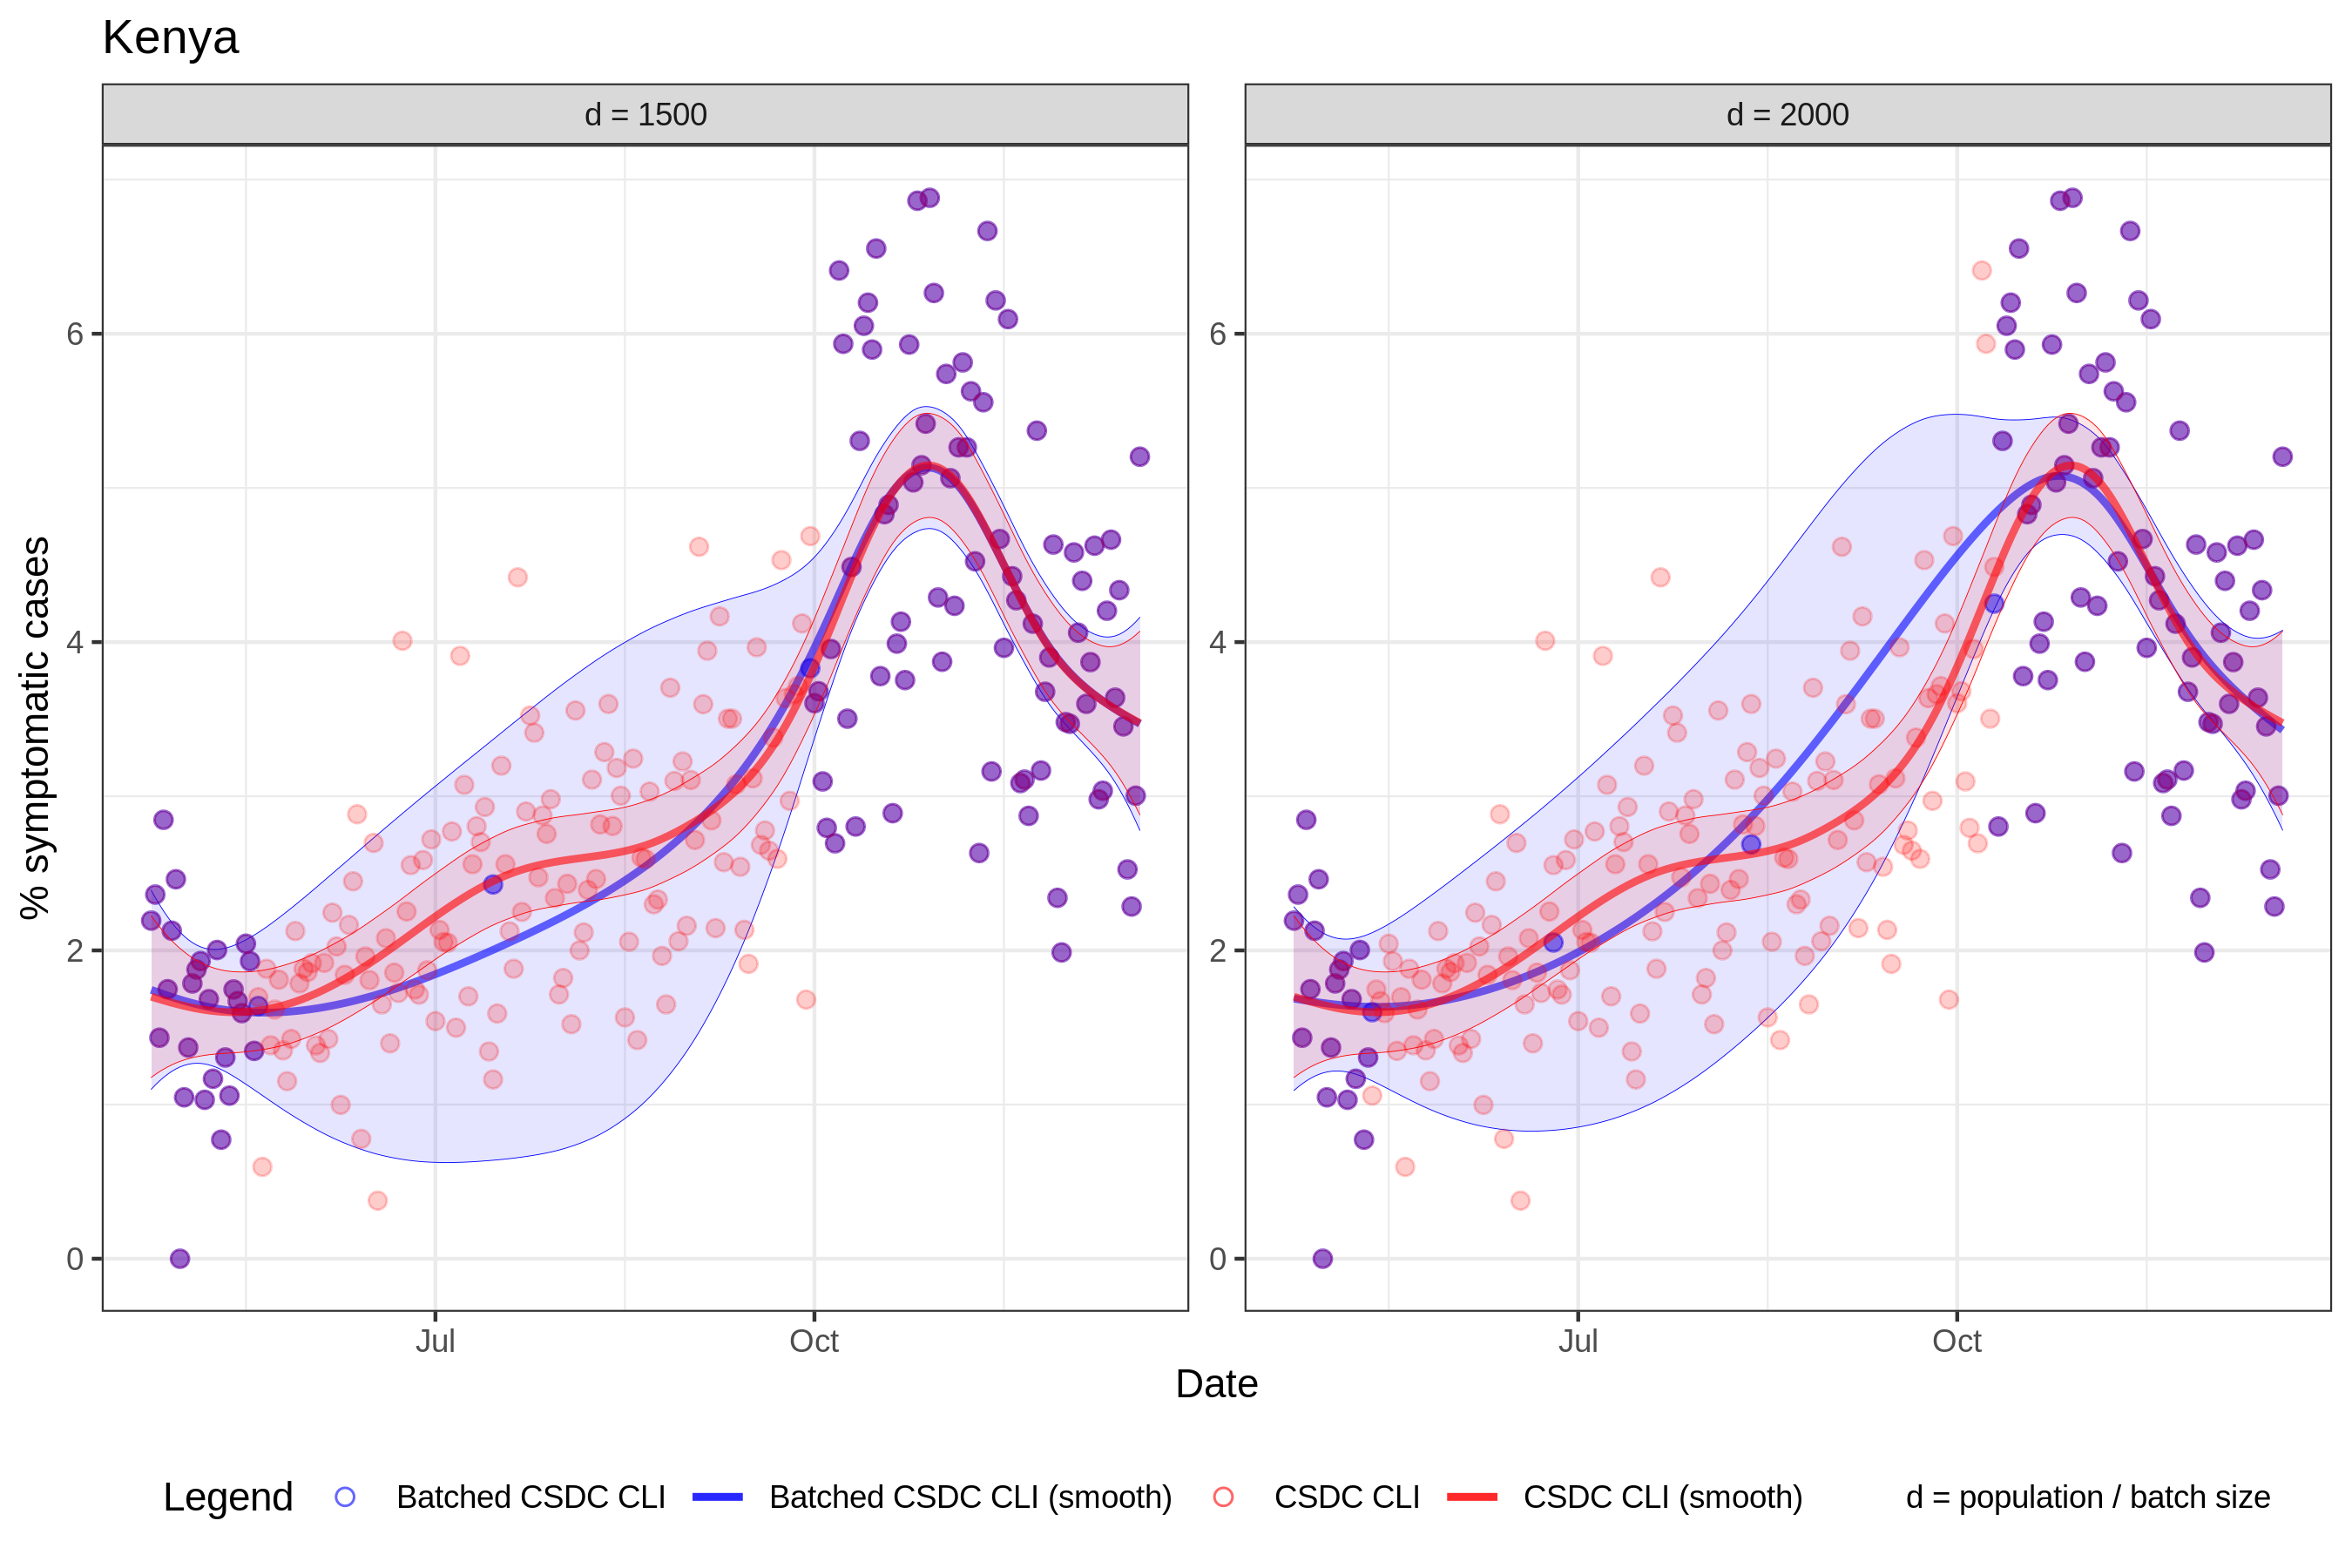 Kenya
d = 1500
d = 2000
% symptomatic cases
6
4
2
0
6
4
2
0
Jul
Oct
Jul
Oct
Date
Legend
Batched CSDC CLI
Batched CSDC CLI (smooth)
CSDC CLI
CSDC CLI (smooth)
d = population / batch size